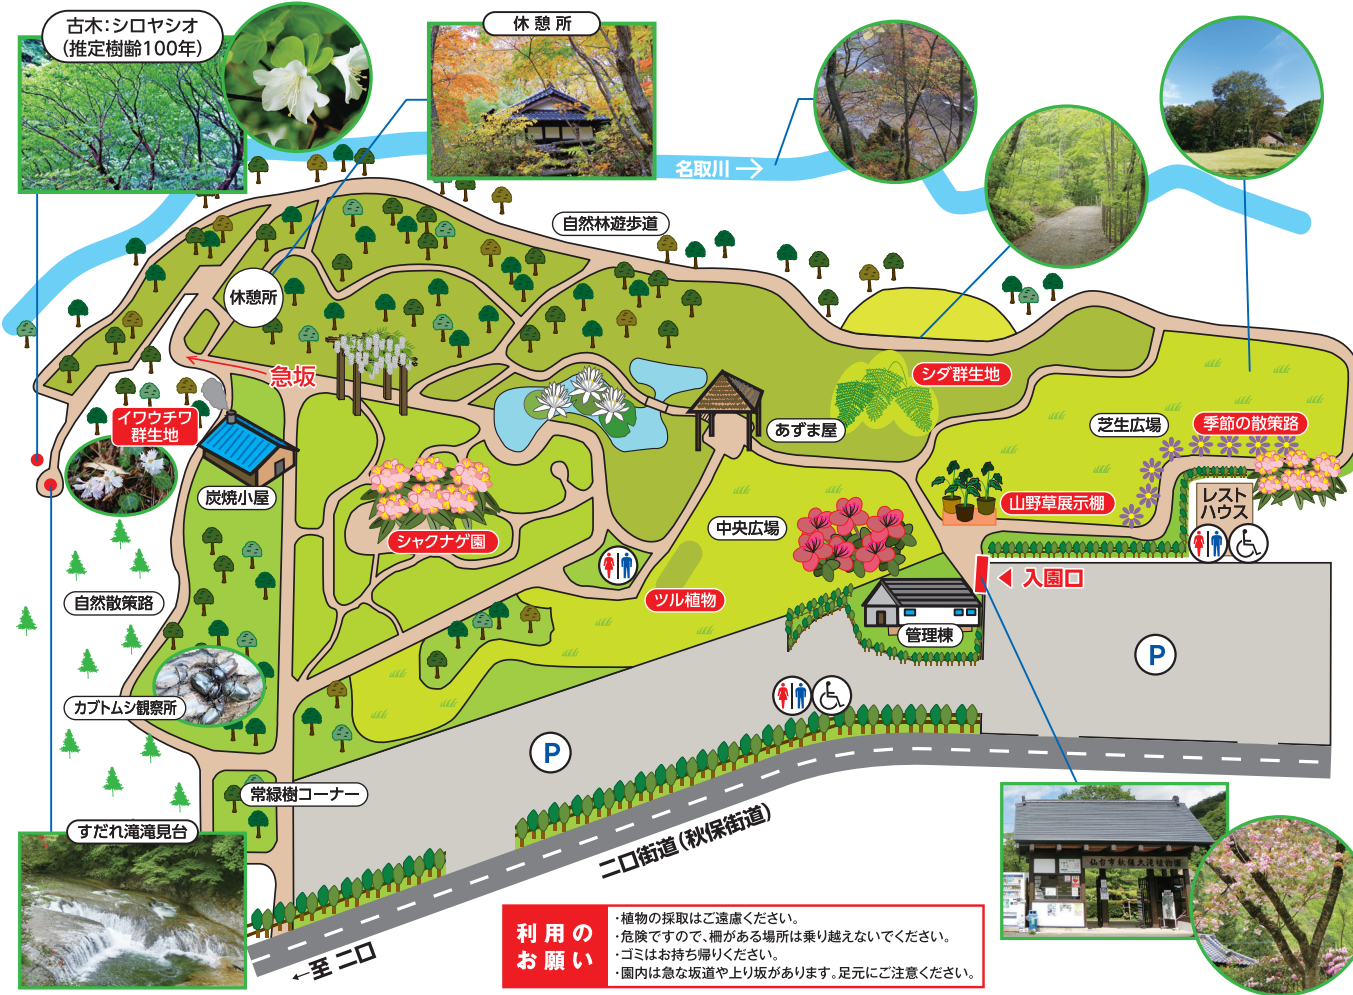 古木：シロヤシオ
（推定樹齢100年）
休憩所
名取川
自然林遊歩道
休憩所
急坂
イワウチワ
群生地
炭焼小屋
シャクナゲ園
あずま屋
シダ群生地
芝生広場
季節の散策路
レスト
ハウス
山野草展示棚
中央広場
入園口
ツル植物
管理棟
自然散策路
カブトムシ観察所
常緑樹コーナー
すだれ滝滝見台
P
P
二口街道（秋保街道）
←至 二口
仙台市秋保大滝植物園
利用の
お願い
・植物の採取はご遠慮ください。
・危険ですので、柵がある場所は乗り越えないでください。
・ゴミはお持ち帰りください。
・園内は急な坂道や上り坂があります。足元にご注意ください。